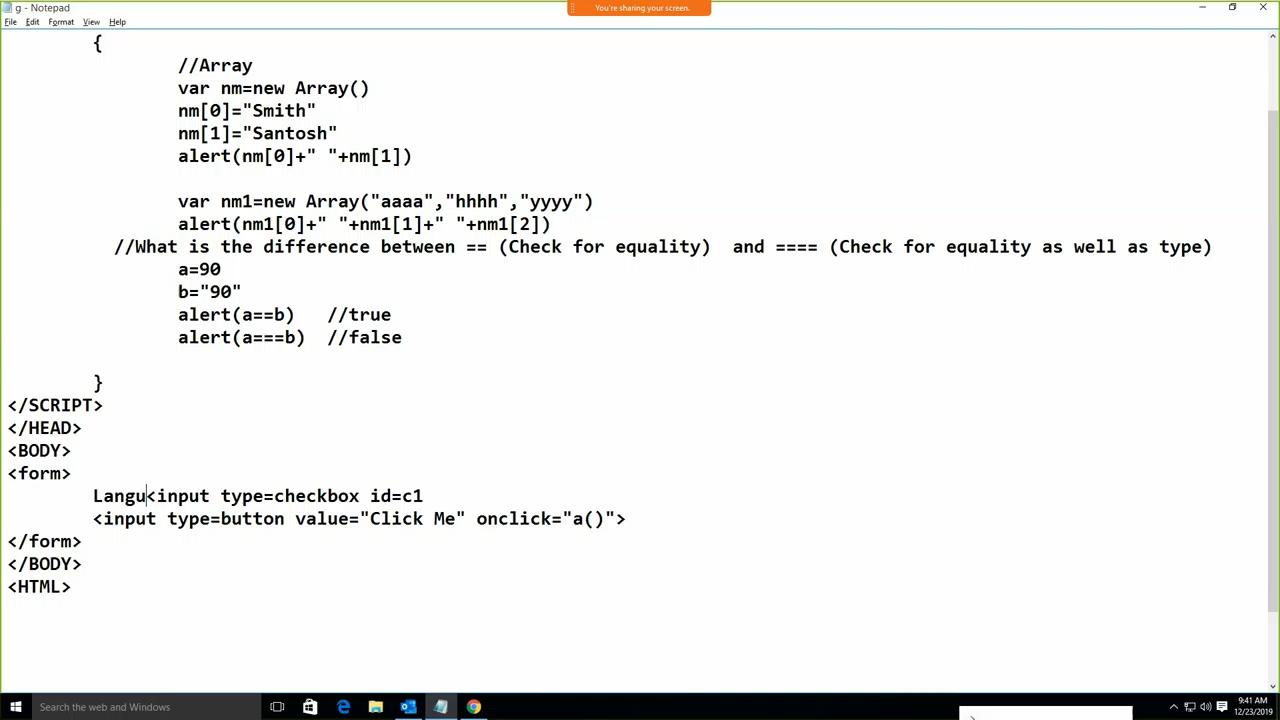 g - Notepad
You're sharing your screen.
File Edit Format View Help
{
//Array
var nm=new Array()
nm[0]="Smith"
nm[1]="Santosh"
alert(nm[0]+" "+nm[1])
var nm1=new Array("aaaa","hhhh","yyyy")
alert(nm1[0]+" "+nm1[1]+" "+nm1[2])
//What is the difference between == (Check for equality)  and ==== (Check for equality as well as type)
a=90
b="90"
alert(a==b)   //true
alert(a===b)  //false
}
</SCRIPT>
</HEAD>
<BODY>
<form>
Langu<input type=checkbox id=c1
<input type=button value="Click Me" onclick="a()">
</form>
</BODY>
<HTML>
Search the web and Windows
9:41 AM
12/23/2019